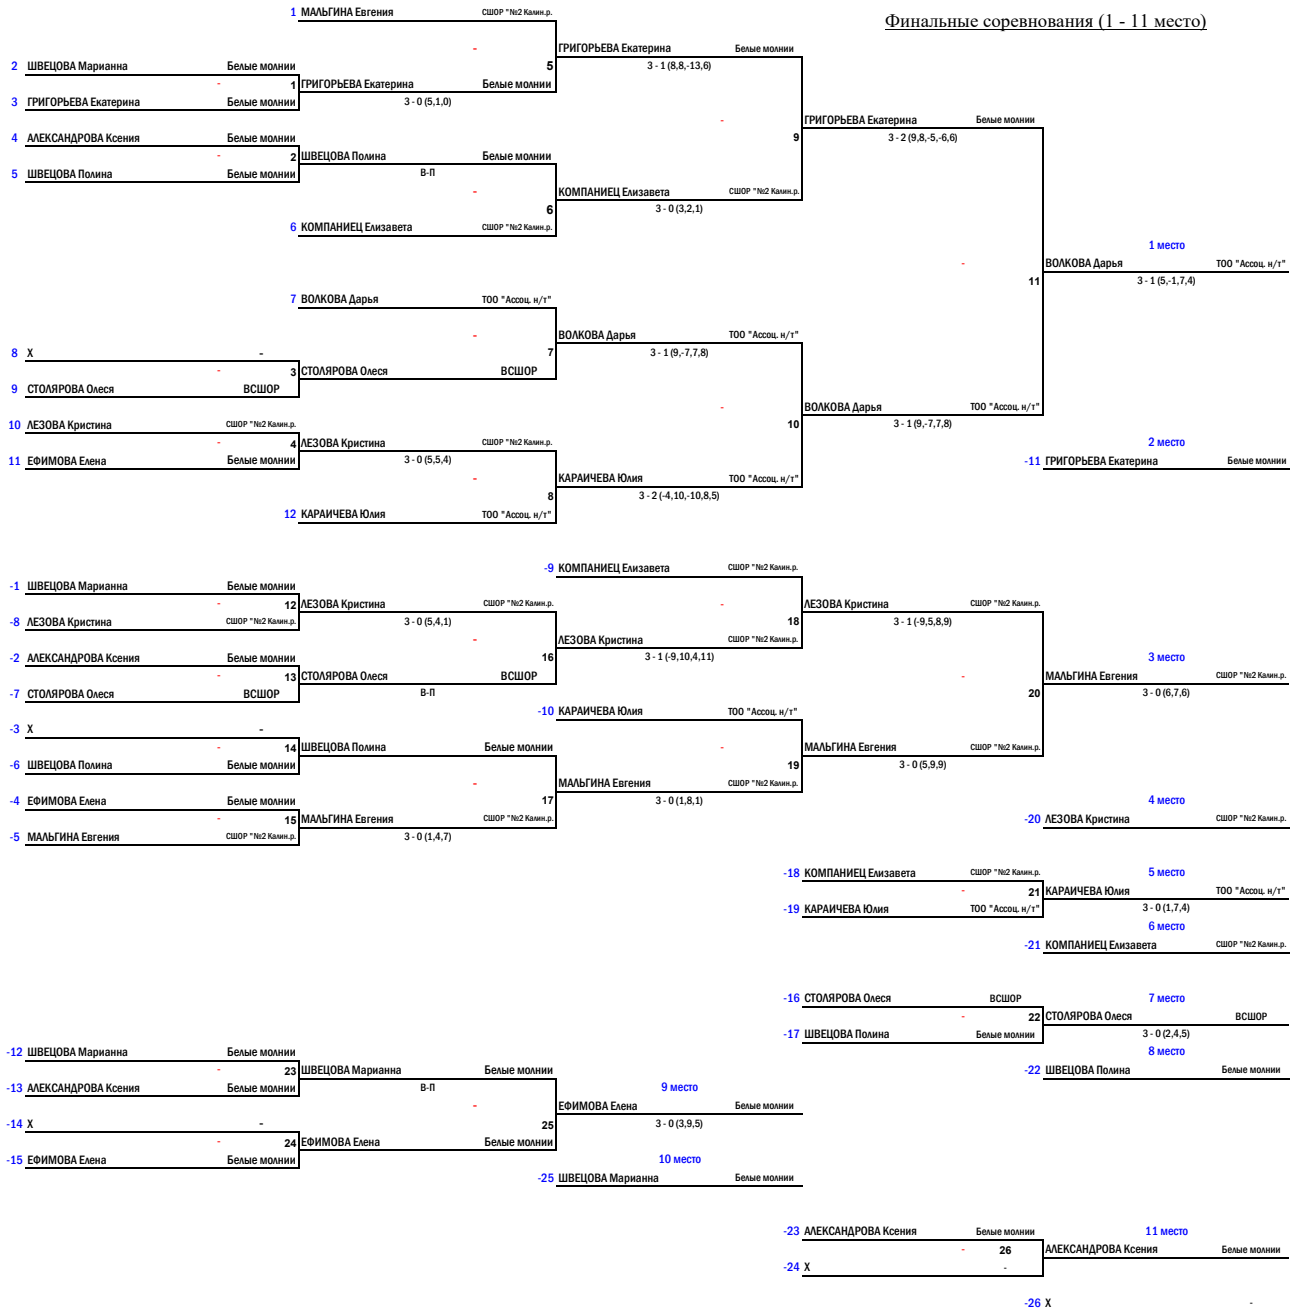 Финальные соревнования (1 - 11 место)
1 МАЛЬГИНА Евгения СШОР "№2 Калин.р.
- ГРИГОРЬЕВА Екатерина Белые молнии
2 ШВЕЦОВА Марианна Белые молнии 5 3 - 1 (8,8,-13,6)
- 1 ГРИГОРЬЕВА Екатерина Белые молнии
3 ГРИГОРЬЕВА Екатерина Белые молнии 3 - 0 (5,1,0)
- ГРИГОРЬЕВА Екатерина Белые молнии
4 АЛЕКСАНДРОВА Ксения Белые молнии 9 3 - 2 (9,8,-5,-6,6)
- 2 ШВЕЦОВА Полина Белые молнии
5 ШВЕЦОВА Полина Белые молнии В-П
- КОМПАНИЕЦ Елизавета СШОР "№2 Калин.р.
6 3 - 0 (3,2,1)
6 КОМПАНИЕЦ Елизавета СШОР "№2 Калин.р.
1 место
- ВОЛКОВА Дарья ТОО "Ассоц. н/т"
11 3 - 1 (5,-1,7,4)
7 ВОЛКОВА Дарья ТОО "Ассоц. н/т"
- ВОЛКОВА Дарья ТОО "Ассоц. н/т"
8 Х - 7 3 - 1 (9,-7,7,8)
- 3 СТОЛЯРОВА Олеся ВСШОР
9 СТОЛЯРОВА Олеся ВСШОР
- ВОЛКОВА Дарья ТОО "Ассоц. н/т"
10 ЛЕЗОВА Кристина СШОР "№2 Калин.р. 10 3 - 1 (9,-7,7,8)
- 4 ЛЕЗОВА Кристина СШОР "№2 Калин.р. 2 место
11 ЕФИМОВА Елена Белые молнии 3 - 0 (5,5,4) -11 ГРИГОРЬЕВА Екатерина Белые молнии
- КАРАИЧЕВА Юлия ТОО "Ассоц. н/т"
8 3 - 2 (-4,10,-10,8,5)
12 КАРАИЧЕВА Юлия ТОО "Ассоц. н/т"
-9 КОМПАНИЕЦ Елизавета СШОР "№2 Калин.р.
-1 ШВЕЦОВА Марианна Белые молнии
- 12 ЛЕЗОВА Кристина СШОР "№2 Калин.р. - ЛЕЗОВА Кристина СШОР "№2 Калин.р.
-8 ЛЕЗОВА Кристина СШОР "№2 Калин.р. 3 - 0 (5,4,1) 18 3 - 1 (-9,5,8,9)
- ЛЕЗОВА Кристина СШОР "№2 Калин.р.
-2 АЛЕКСАНДРОВА Ксения Белые молнии 16 3 - 1 (-9,10,4,11) 3 место
- 13 СТОЛЯРОВА Олеся ВСШОР - МАЛЬГИНА Евгения СШОР "№2 Калин.р.
-7 СТОЛЯРОВА Олеся ВСШОР В-П 20 3 - 0 (6,7,6)
-10 КАРАИЧЕВА Юлия ТОО "Ассоц. н/т"
-3 Х -
- 14 ШВЕЦОВА Полина Белые молнии - МАЛЬГИНА Евгения СШОР "№2 Калин.р.
-6 ШВЕЦОВА Полина Белые молнии 19 3 - 0 (5,9,9)
- МАЛЬГИНА Евгения СШОР "№2 Калин.р.
-4 ЕФИМОВА Елена Белые молнии 17 3 - 0 (1,8,1) 4 место
- 15 МАЛЬГИНА Евгения СШОР "№2 Калин.р. -20 ЛЕЗОВА Кристина СШОР "№2 Калин.р.
-5 МАЛЬГИНА Евгения СШОР "№2 Калин.р. 3 - 0 (1,4,7)
-18 КОМПАНИЕЦ Елизавета СШОР "№2 Калин.р. 5 место
- 21 КАРАИЧЕВА Юлия ТОО "Ассоц. н/т"
-19 КАРАИЧЕВА Юлия ТОО "Ассоц. н/т" 3 - 0 (1,7,4)
6 место
-21 КОМПАНИЕЦ Елизавета СШОР "№2 Калин.р.
-16 СТОЛЯРОВА Олеся ВСШОР 7 место
- 22 СТОЛЯРОВА Олеся ВСШОР
-17 ШВЕЦОВА Полина Белые молнии 3 - 0 (2,4,5)
-12 ШВЕЦОВА Марианна Белые молнии 8 место
- 23 ШВЕЦОВА Марианна Белые молнии -22 ШВЕЦОВА Полина Белые молнии
-13 АЛЕКСАНДРОВА Ксения Белые молнии В-П 9 место
- ЕФИМОВА Елена Белые молнии
-14 Х - 25 3 - 0 (3,9,5)
- 24 ЕФИМОВА Елена Белые молнии
-15 ЕФИМОВА Елена Белые молнии 10 место
-25 ШВЕЦОВА Марианна Белые молнии
-23 АЛЕКСАНДРОВА Ксения Белые молнии 11 место
- 26 АЛЕКСАНДРОВА Ксения Белые молнии
-24 Х -
-26 Х -